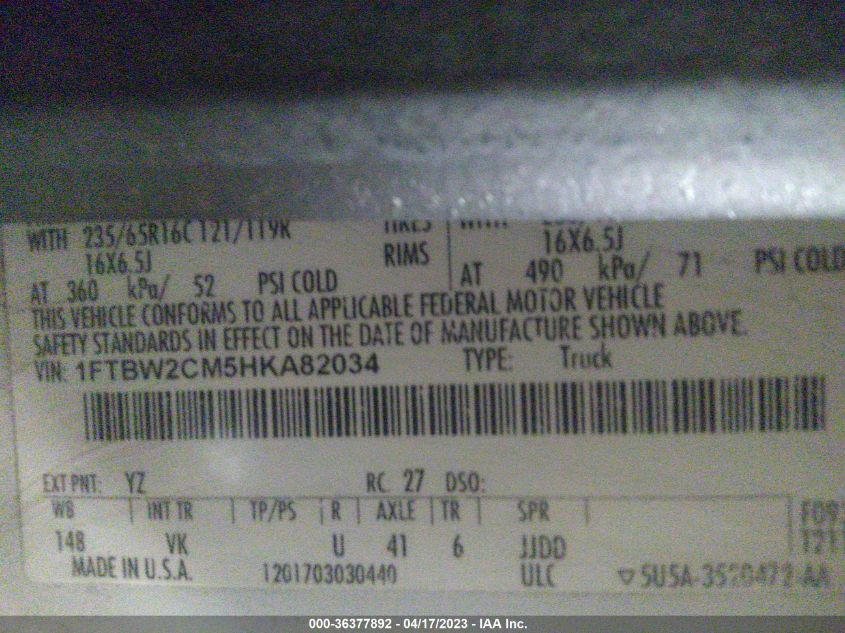 WITH 235/65R16C 121/119K TIRES
16X6.5J RIMS 16X6.5J
AT 360 kPa/ 52 PSI COLD AT 490 kPa/ 71 PSI COLD
THIS VEHICLE CONFORMS TO ALL APPLICABLE FEDERAL MOTOR VEHICLE
SAFETY STANDARDS IN EFFECT ON THE DATE OF MANUFACTURE SHOWN ABOVE.
VIN: 1FTBW2CM5HKA82034 TYPE: Truck
EXT PNT: YZ RC: 27 DSO:
WB INT TR TP/PS R AXLE TR SPR
148 VK U 41 6 JJDD
MADE IN U.S.A. 1201703030440 ULC 5U5A-3520472-AA
000-36377892 - 04/17/2023 - IAA Inc.